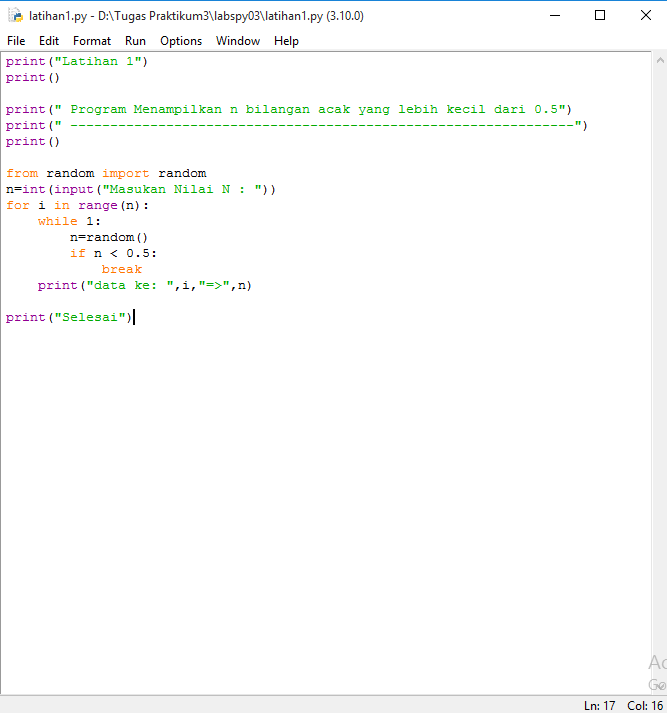 latihan1.py - D:\Tugas Praktikum3\labspy03\latihan1.py (3.10.0)
File Edit Format Run Options Window Help
print("Latihan 1")
print()

print(" Program Menampilkan n bilangan acak yang lebih kecil dari 0.5")
print(" ---------------------------------------------------------------")
print()

from random import random
n=int(input("Masukan Nilai N : "))
for i in range(n):
    while 1:
        n=random()
        if n < 0.5:
            break
    print("data ke: ",i,"=>",n)

print("Selesai")
Ac
Go
Ln: 17 Col: 16